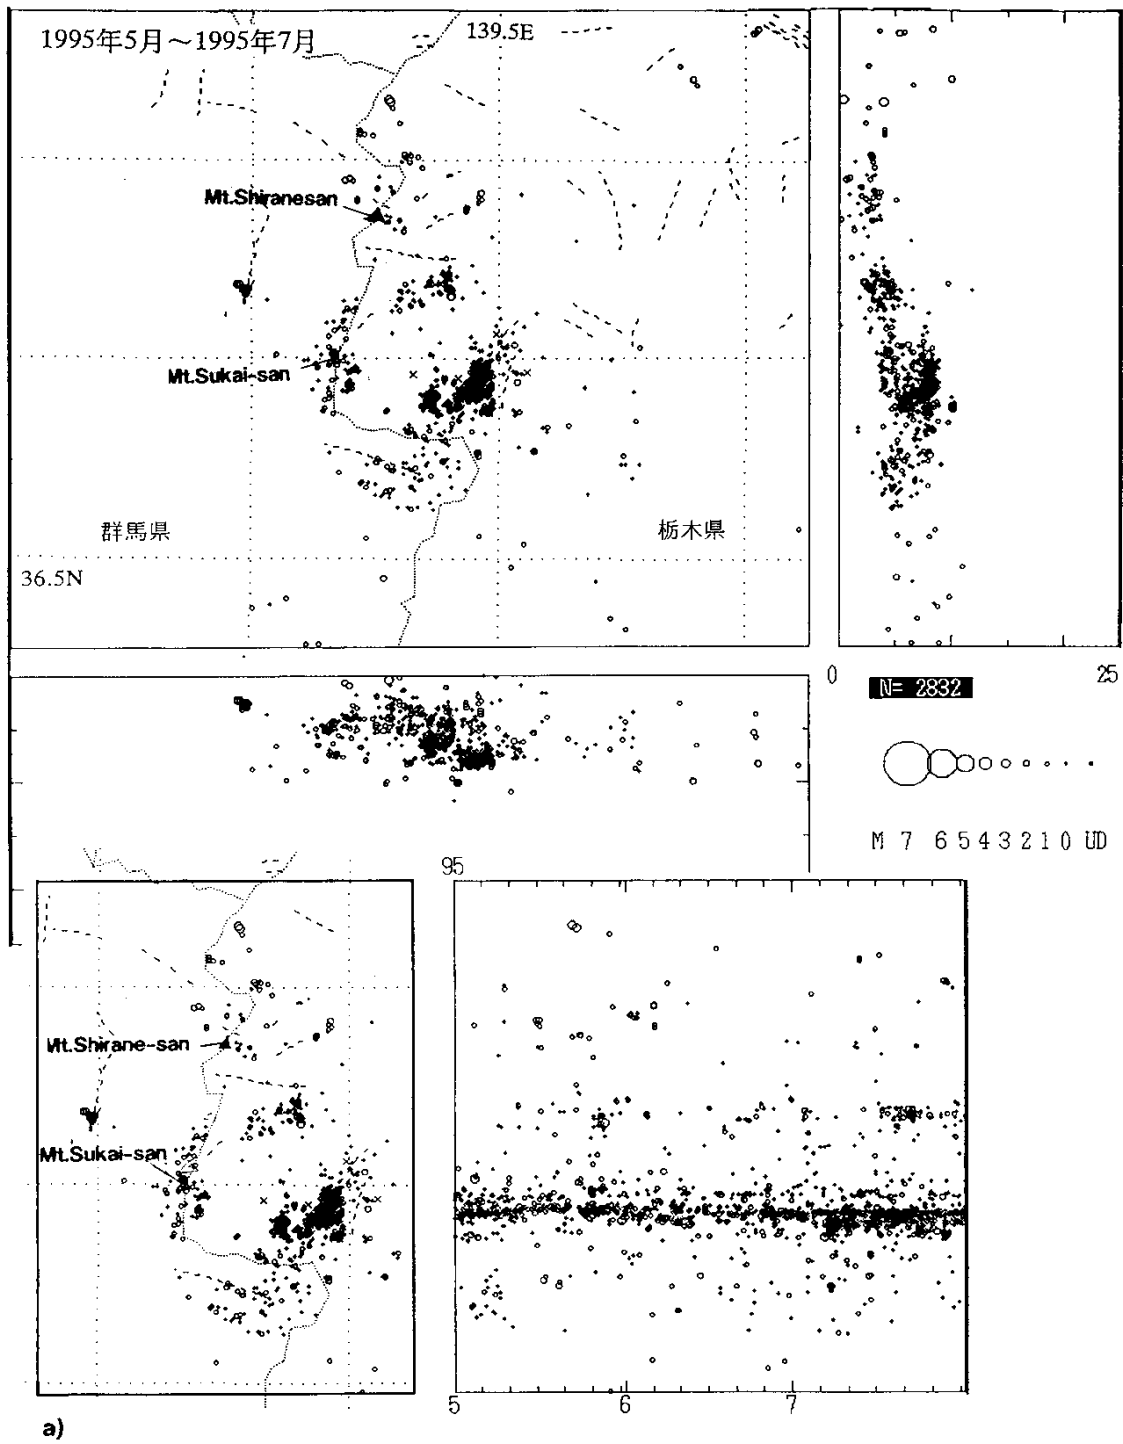 1995年5月～1995年7月
139.5E
Mt.Shiranesan
Mt.Sukai-san
群馬県
栃木県
36.5N
0
25
N= 2832
M 7 6 5 4 3 2 1 0 UD
95
Mt.Shirane-san
Mt.Sukai-san
5
6
7
a)